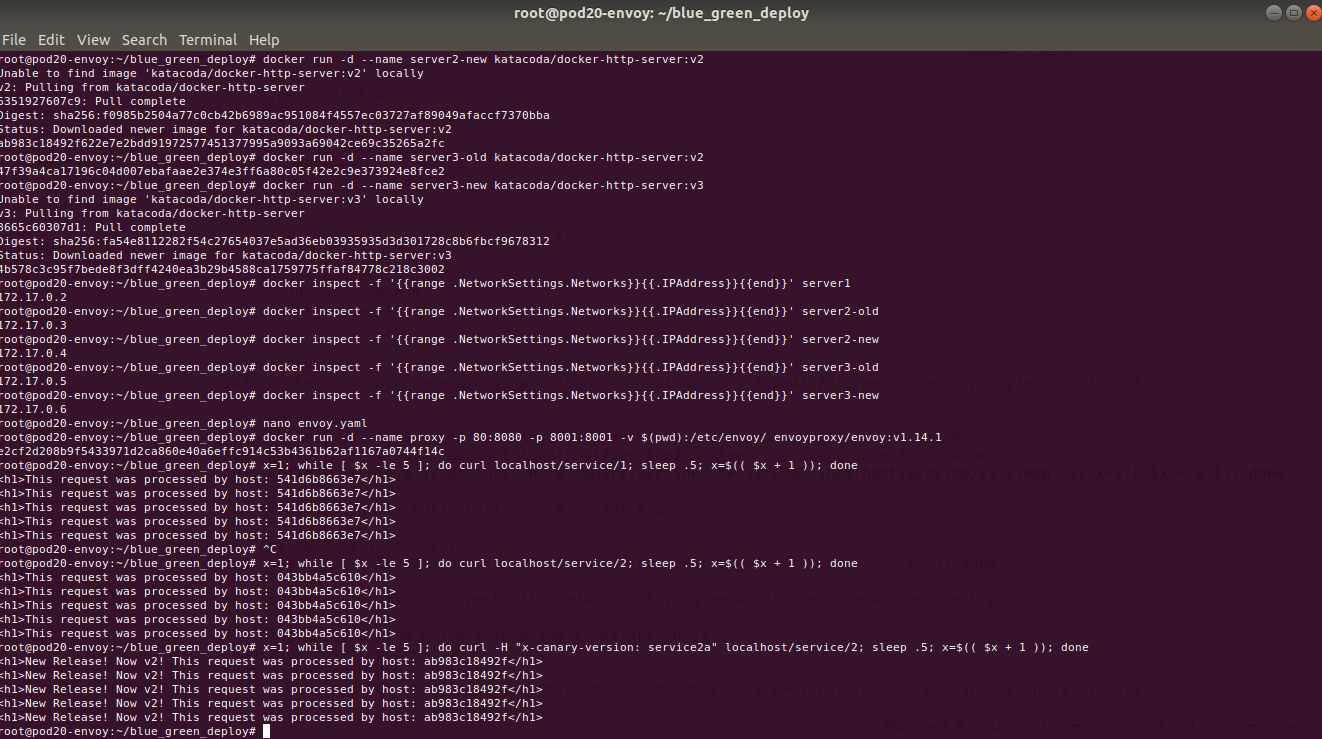 root@pod20-envoy: ~/blue_green_deploy
File Edit View Search Terminal Help
root@pod20-envoy:~/blue_green_deploy# docker run -d --name server2-new katacoda/docker-http-server:v2
Unable to find image 'katacoda/docker-http-server:v2' locally
v2: Pulling from katacoda/docker-http-server
6351927607c9: Pull complete
Digest: sha256:f0985b2504a77c0cb42b6989ac951084f4557ec03727af89049afaccf7370bba
Status: Downloaded newer image for katacoda/docker-http-server:v2
ab983c18492f622e7e2bdd91972577451377995a9093a69042ce69c35265a2fc
root@pod20-envoy:~/blue_green_deploy# docker run -d --name server3-old katacoda/docker-http-server:v2
47f39a4ca17196c04d007ebafaae2e374e3ff6a80c05f42e2c9e373924e8fce2
root@pod20-envoy:~/blue_green_deploy# docker run -d --name server3-new katacoda/docker-http-server:v3
Unable to find image 'katacoda/docker-http-server:v3' locally
v3: Pulling from katacoda/docker-http-server
3665c60307d1: Pull complete
Digest: sha256:fa54e8112282f54c27654037e5ad36eb03935935d3d301728c8b6fbcf9678312
Status: Downloaded newer image for katacoda/docker-http-server:v3
4b578c3c95f7bede8f3dff4240ea3b29b4588ca1759775ffaf84778c218c3002
root@pod20-envoy:~/blue_green_deploy# docker inspect -f '{{range .NetworkSettings.Networks}}{{.IPAddress}}{{end}}' server1
172.17.0.2
root@pod20-envoy:~/blue_green_deploy# docker inspect -f '{{range .NetworkSettings.Networks}}{{.IPAddress}}{{end}}' server2-old
172.17.0.3
root@pod20-envoy:~/blue_green_deploy# docker inspect -f '{{range .NetworkSettings.Networks}}{{.IPAddress}}{{end}}' server2-new
172.17.0.4
root@pod20-envoy:~/blue_green_deploy# docker inspect -f '{{range .NetworkSettings.Networks}}{{.IPAddress}}{{end}}' server3-old
172.17.0.5
root@pod20-envoy:~/blue_green_deploy# docker inspect -f '{{range .NetworkSettings.Networks}}{{.IPAddress}}{{end}}' server3-new
172.17.0.6
root@pod20-envoy:~/blue_green_deploy# nano envoy.yaml
root@pod20-envoy:~/blue_green_deploy# docker run -d --name proxy -p 80:8080 -p 8001:8001 -v $(pwd):/etc/envoy/ envoyproxy/envoy:v1.14.1
e2cf2d208b9f5433971d2ca860e40a6effc914c53b4361b62af1167a0744f14c
root@pod20-envoy:~/blue_green_deploy# x=1; while [ $x -le 5 ]; do curl localhost/service/1; sleep .5; x=$(( $x + 1 )); done
<h1>This request was processed by host: 541d6b8663e7</h1>
<h1>This request was processed by host: 541d6b8663e7</h1>
<h1>This request was processed by host: 541d6b8663e7</h1>
<h1>This request was processed by host: 541d6b8663e7</h1>
<h1>This request was processed by host: 541d6b8663e7</h1>
root@pod20-envoy:~/blue_green_deploy# ^C
root@pod20-envoy:~/blue_green_deploy# x=1; while [ $x -le 5 ]; do curl localhost/service/2; sleep .5; x=$(( $x + 1 )); done
<h1>This request was processed by host: 043bb4a5c610</h1>
<h1>This request was processed by host: 043bb4a5c610</h1>
<h1>This request was processed by host: 043bb4a5c610</h1>
<h1>This request was processed by host: 043bb4a5c610</h1>
<h1>This request was processed by host: 043bb4a5c610</h1>
root@pod20-envoy:~/blue_green_deploy# x=1; while [ $x -le 5 ]; do curl -H "x-canary-version: service2a" localhost/service/2; sleep .5; x=$(( $x + 1 )); done
<h1>New Release! Now v2! This request was processed by host: ab983c18492f</h1>
<h1>New Release! Now v2! This request was processed by host: ab983c18492f</h1>
<h1>New Release! Now v2! This request was processed by host: ab983c18492f</h1>
<h1>New Release! Now v2! This request was processed by host: ab983c18492f</h1>
<h1>New Release! Now v2! This request was processed by host: ab983c18492f</h1>
root@pod20-envoy:~/blue_green_deploy#